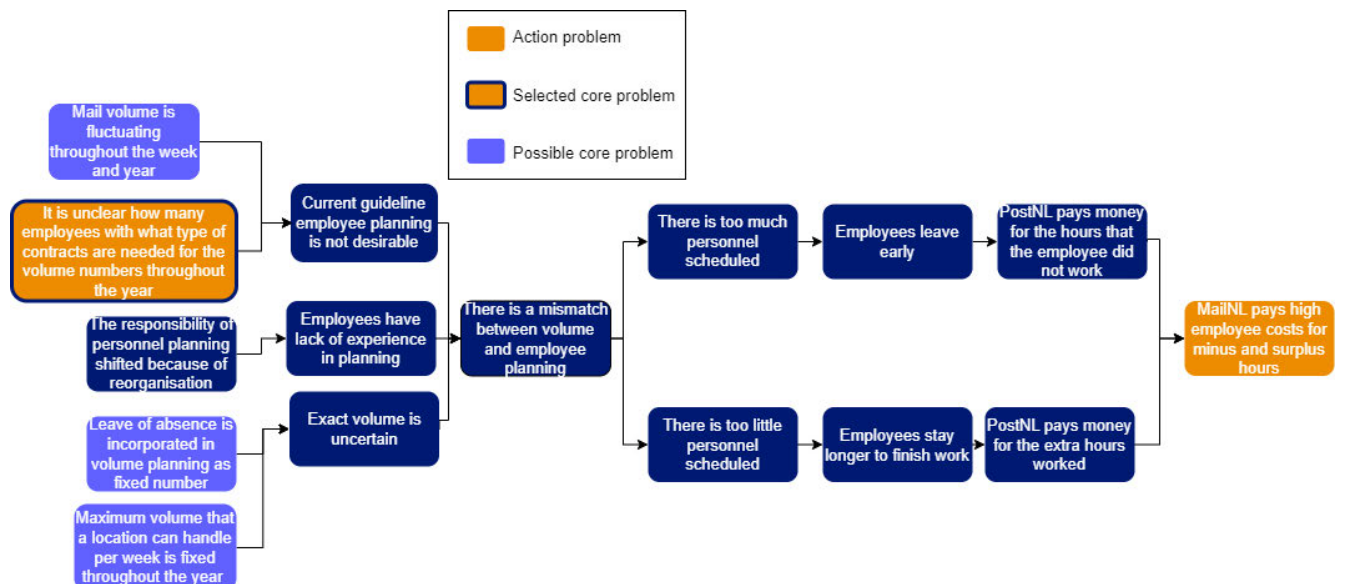 Action problem
Selected core problem
Possible core problem
Mail volume is
fluctuating
throughout the week
and year
It is unclear how many
employees with what type of
contracts are needed for the
volume numbers throughout
the year
The responsibility of
personnel planning
shifted because of
reorganisation
Leave of absence is
incorporated in
volume planning as
fixed number
Maximum volume that
a location can handle
per week is fixed
throughout the year
Current guideline
employee planning
is not desirable
Employees have
lack of experience
in planning
Exact volume is
uncertain
There is a mismatch
between volume
and employee
planning
There is too much
personnel
scheduled
Employees leave
early
PostNL pays money
for the hours that
the employee did
not work
There is too little
personnel
scheduled
Employees stay
longer to finish work
PostNL pays money
for the extra hours
worked
MailNL pays high
employee costs for
minus and surplus
hours